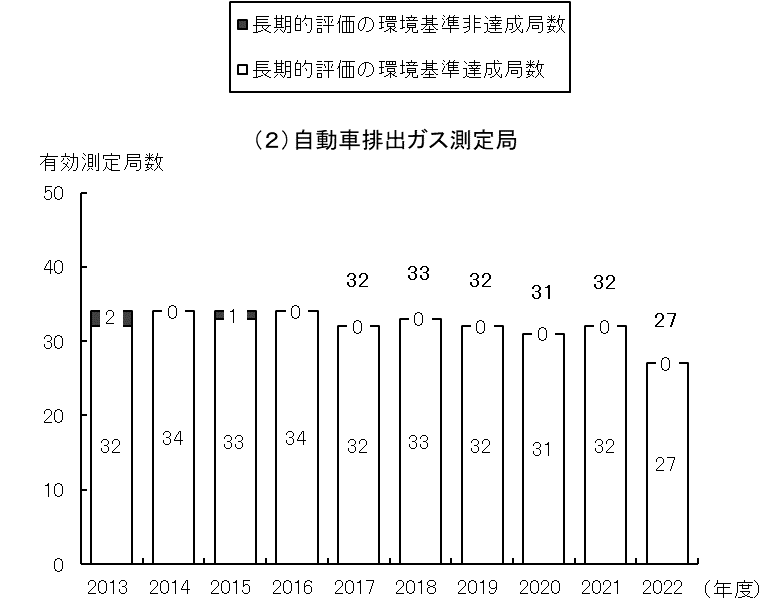 長期的評価の環境基準非達成局数
長期的評価の環境基準達成局数
（２）自動車排出ガス測定局
有効測定局数
50
40
30
20
10
0
32 33 32 31 32 27
2 0 1 0 0 0 0 0 0 0
32 34 33 34 32 33 32 31 32 27
2013 2014 2015 2016 2017 2018 2019 2020 2021 2022 （年度）